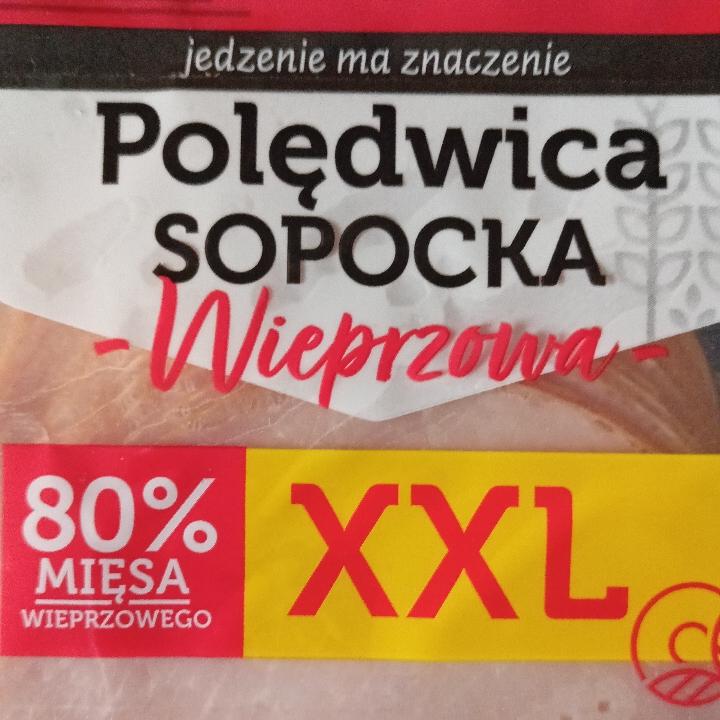 jedzenie ma znaczenie
Polędwica
SOPOCKA
- Wieprzowa -
80%
MIĘSA
WIEPRZOWEGO
XXL